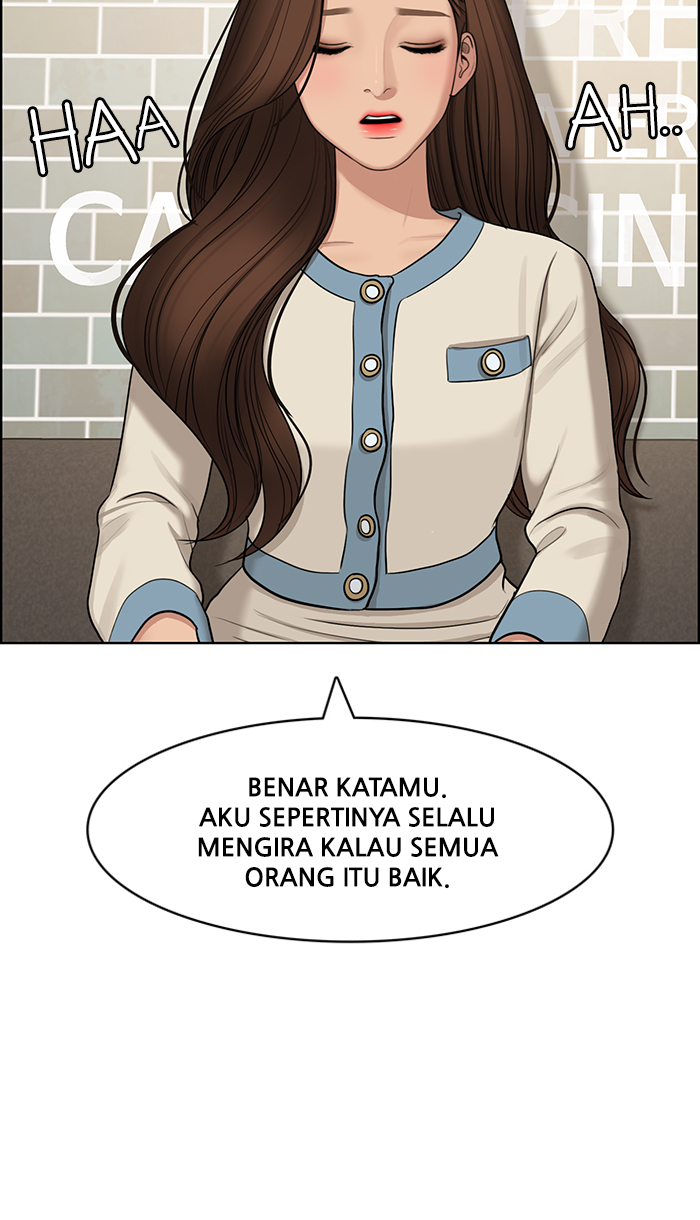 HAA
AH..
BENAR KATAMU.
AKU SEPERTINYA SELALU
MENGIRA KALAU SEMUA
ORANG ITU BAIK.